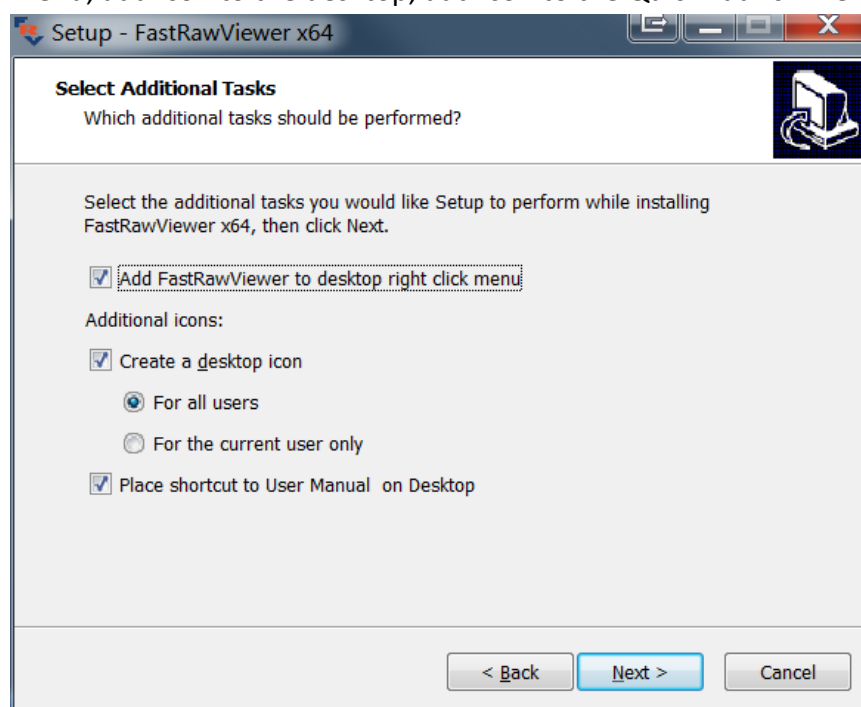 Setup - FastRawViewer x64
Select Additional Tasks
Which additional tasks should be performed?
Select the additional tasks you would like Setup to perform while installing
FastRawViewer x64, then click Next.
Add FastRawViewer to desktop right click menu
Additional icons:
Create a desktop icon
For all users
For the current user only
Place shortcut to User Manual on Desktop
< Back
Next >
Cancel